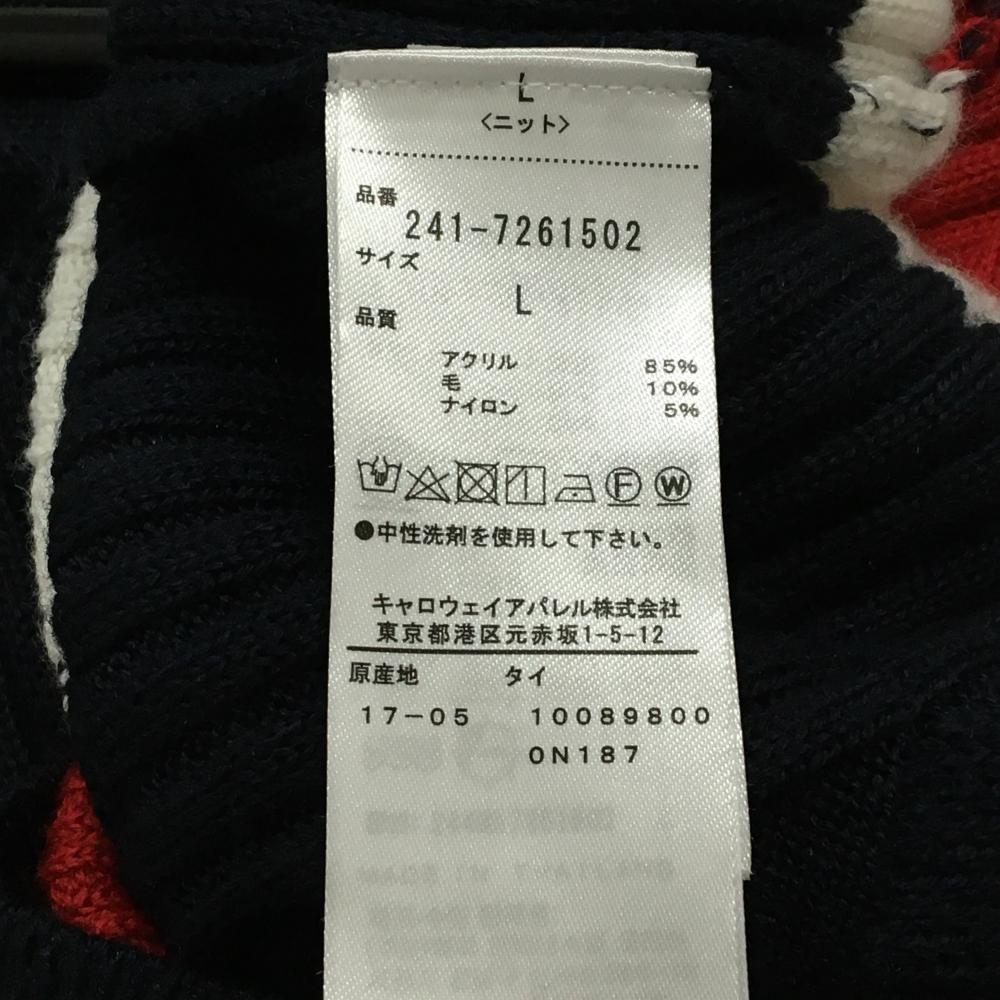 L
〈ニット〉
品番
241-7261502
サイズ
L
品質
アクリル 85%
毛 10%
ナイロン 5%
F W
●中性洗剤を使用して下さい。
キャロウェイアパレル株式会社
東京都港区元赤坂1-5-12
原産地 タイ
17-05 10089800
0N187